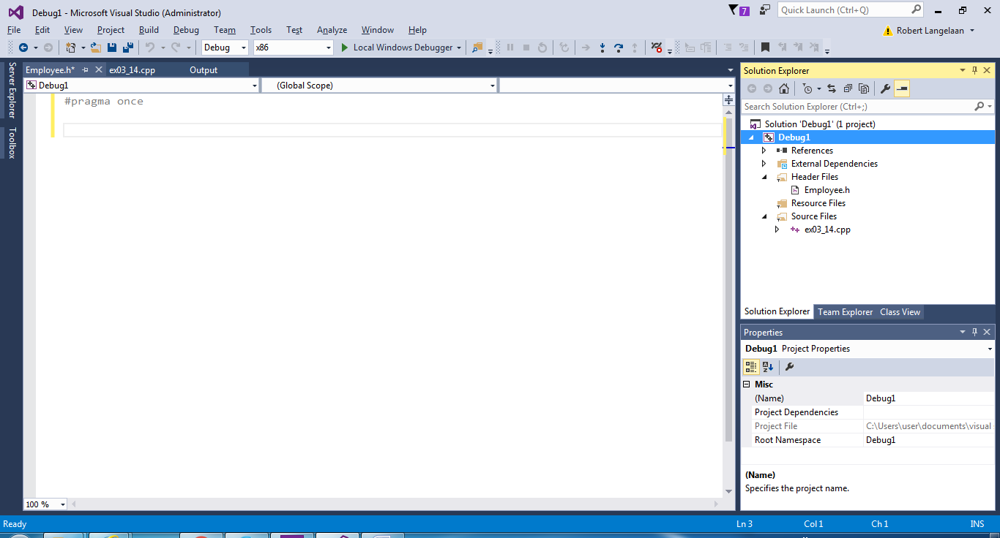 Debug1 - Microsoft Visual Studio (Administrator)
7
Quick Launch (Ctrl+Q)
File Edit View Project Build Debug Team Tools Test Analyze Window Help
Robert Langelaan
Debug x86 Local Windows Debugger
Server Explorer
Toolbox
Employee.h* ex03_14.cpp Output
Debug1 (Global Scope)
#pragma once
100 %
Solution Explorer
Search Solution Explorer (Ctrl+;)
Solution 'Debug1' (1 project)
Debug1
References
External Dependencies
Header Files
Employee.h
Resource Files
Source Files
ex03_14.cpp
Solution Explorer Team Explorer Class View
Properties
Debug1 Project Properties
Misc
(Name) Debug1
Project Dependencies
Project File C:\Users\user\documents\visual
Root Namespace Debug1
(Name)
Specifies the project name.
Ready Ln 3 Col 1 Ch 1 INS